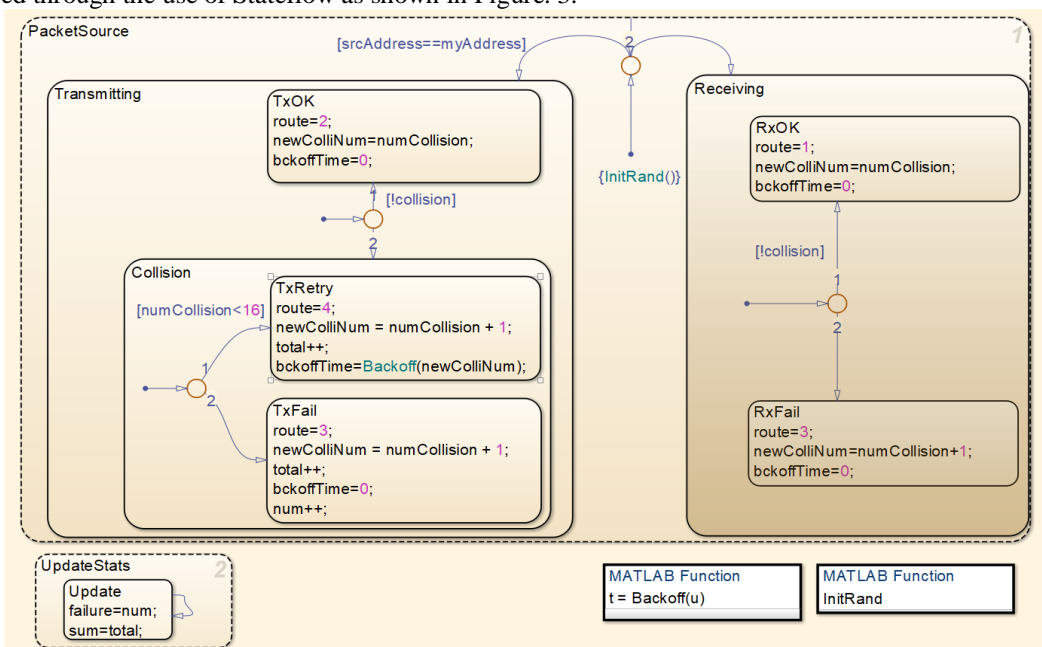 through the use of Stateflow as shown in Figure. 3.
PacketSource
1
[srcAddress==myAddress]
2
Transmitting
TxOK
route=2;
newColliNum=numCollision;
bckoffTime=0;
1
[!collision]
2
Collision
[numCollision<16]
1
2
TxRetry
route=4;
newColliNum = numCollision + 1;
total++;
bckoffTime=Backoff(newColliNum);
TxFail
route=3;
newColliNum = numCollision + 1;
total++;
bckoffTime=0;
num++;
{InitRand()}
Receiving
RxOK
route=1;
newColliNum=numCollision;
bckoffTime=0;
[!collision]
1
2
RxFail
route=3;
newColliNum=numCollision+1;
bckoffTime=0;
UpdateStats
2
Update
failure=num;
sum=total;
MATLAB Function
t = Backoff(u)
MATLAB Function
InitRand